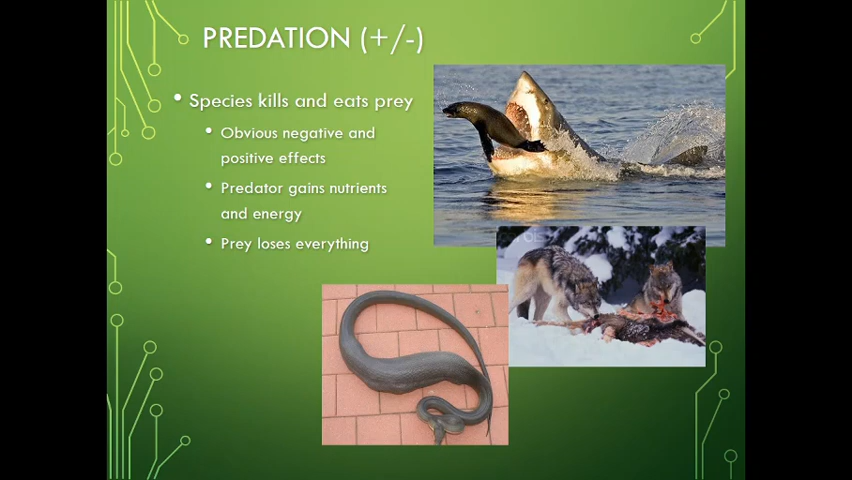 PREDATION (+/-)
• Species kills and eats prey
• Obvious negative and
positive effects
• Predator gains nutrients
and energy
• Prey loses everything